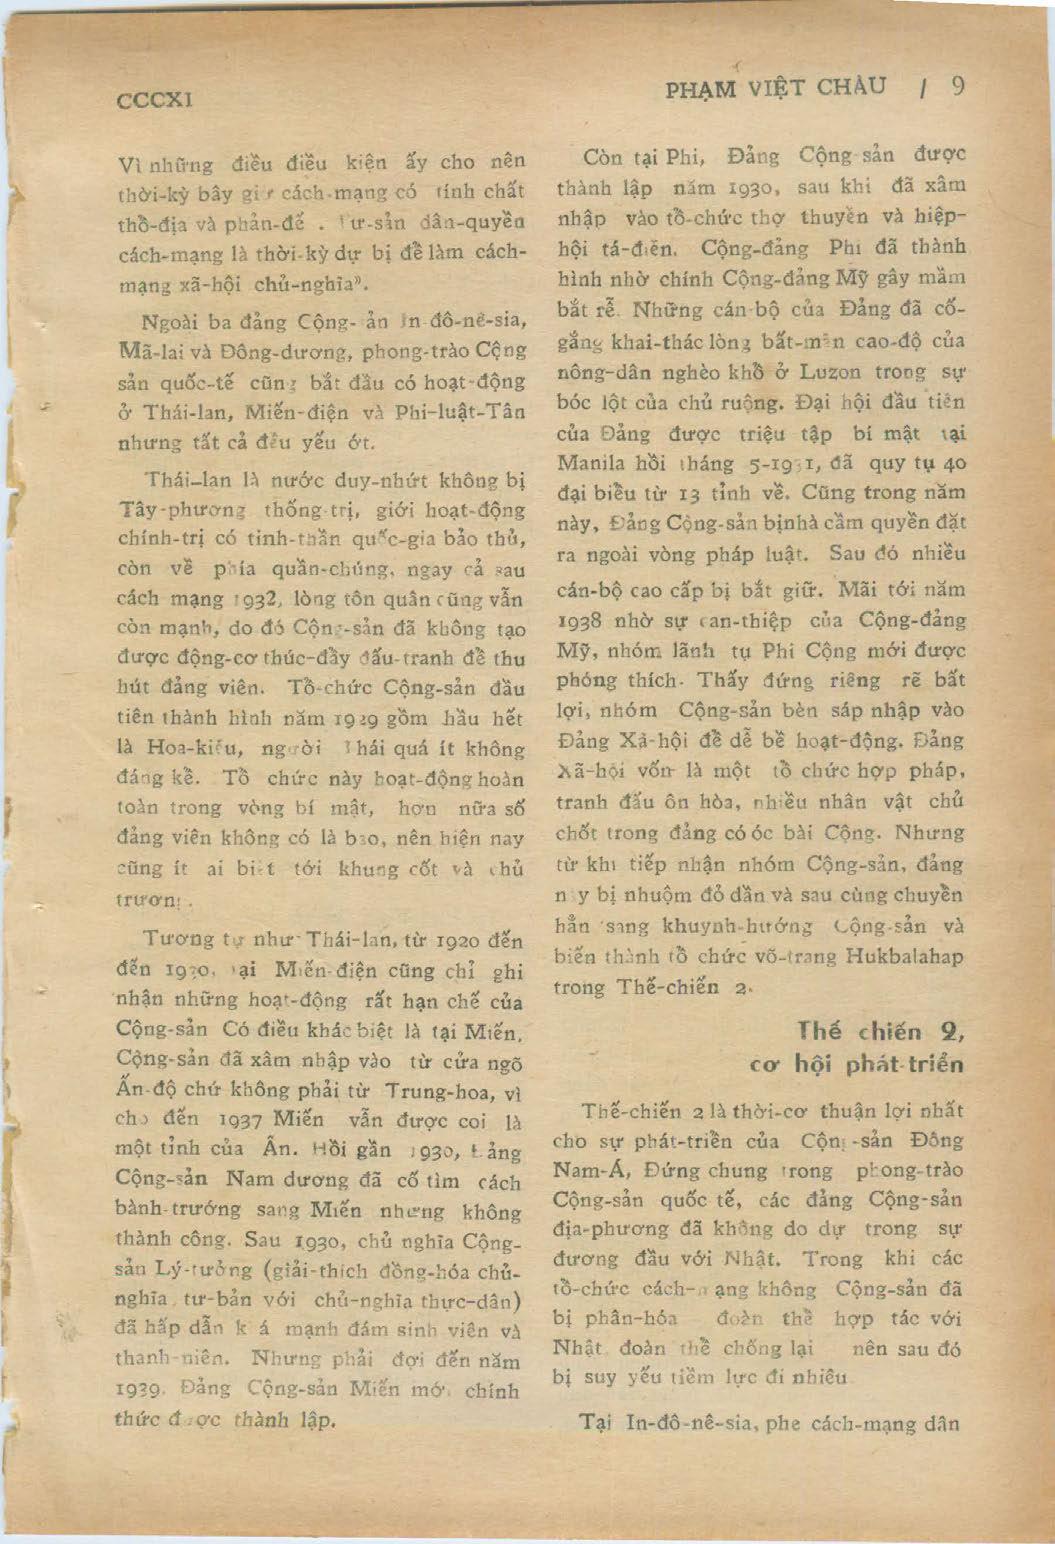 CCCXI
PHẠM VIỆT CHÂU / 9
Vì những điều điều kiện ấy cho nên
thời-kỳ bây giờ cách-mạng có tính chất
thồ-địa và phản-đế . Tư-sản dân-quyền
cách-mạng là thời-kỳ dự bị để làm cách-
mạng xã-hội chủ-nghĩa».
Ngoài ba đảng Cộng-sản In-đô-nê-sia,
Mã-lai và Đông-dương, phong-trào Cộng
sản quốc-tế cũng bắt đầu có hoạt-động
ở Thái-lan, Miến-điện và Phi-luật-Tân
nhưng tất cả đều yếu ớt.
Thái-lan là nước duy-nhứt không bị
Tây-phương thống-trị, giới hoạt-động
chính-trị có tinh-thần quốc-gia bảo thủ,
còn về phía quần-chúng, ngay cả sau
cách mạng 1932, lòng tôn quân cũng vẫn
còn mạnh, do đó Cộng-sản đã không tạo
được động-cơ thúc-đẩy đấu-tranh để thu
hút đảng viên. Tổ-chức Cộng-sản đầu
tiên thành hình năm 1929 gồm hầu hết
là Hoa-kiều, người Thái quá ít không
đáng kể. Tổ chức này hoạt-động hoàn
toàn trong vòng bí mật, hơn nữa số
đảng viên không có là bao, nên hiện nay
cũng ít ai biết tới khung cốt và chủ
trương.
Tương tự như Thái-lan, từ 1920 đến
đến 1930, tại Miến-điện cũng chỉ ghi
nhận những hoạt-động rất hạn chế của
Cộng-sản Có điều khác biệt là tại Miến,
Cộng-sản đã xâm nhập vào từ cửa ngõ
Ấn-độ chứ không phải từ Trung-hoa, vì
cho đến 1937 Miến vẫn được coi là
một tỉnh của Ấn. Hồi gần 1930, Đảng
Cộng-sản Nam dương đã cố tìm cách
bành-trướng sang Miến nhưng không
thành công. Sau 1930, chủ nghĩa Cộng-
sản Lý-tưởng (giải-thích đồng-hóa chủ-
nghĩa tư-bản với chủ-nghĩa thực-dân)
đã hấp dẫn khá mạnh đám sinh viên và
thanh-niên. Nhưng phải đợi đến năm
1939, Đảng Cộng-sản Miến mới chính
thức được thành lập.
Còn tại Phi, Đảng Cộng-sản được
thành lập năm 1930, sau khi đã xâm
nhập vào tổ-chức thợ thuyền và hiệp-
hội tá-điền. Cộng-đảng Phi đã thành
hình nhờ chính Cộng-đảng Mỹ gây mầm
bắt rễ. Những cán-bộ của Đảng đã cố-
gắng khai-thác lòng bất-mãn cao-độ của
nông-dân nghèo khổ ở Luzon trong sự
bóc lột của chủ ruộng. Đại hội đầu tiên
của Đảng được triệu tập bí mật tại
Manila hồi tháng 5-1931, đã quy tụ 40
đại biểu từ 13 tỉnh về. Cũng trong năm
này, Đảng Cộng-sản bịnhà cầm quyền đặt
ra ngoài vòng pháp luật. Sau đó nhiều
cán-bộ cao cấp bị bắt giữ. Mãi tới năm
1938 nhờ sự can-thiệp của Cộng-đảng
Mỹ, nhóm lãnh tụ Phi Cộng mới được
phóng thích. Thấy đứng riêng rẽ bất
lợi, nhóm Cộng-sản bèn sáp nhập vào
Đảng Xã-hội để dễ bề hoạt-động. Đảng
Xã-hội vốn là một tổ chức hợp pháp,
tranh đấu ôn hòa, nhiều nhân vật chủ
chốt trong đảng có óc bài Cộng. Nhưng
từ khi tiếp nhận nhóm Cộng-sản, đảng
này bị nhuộm đỏ dần và sau cùng chuyển
hẳn sang khuynh-hướng Cộng-sản và
biến thành tổ chức võ-trang Hukbalahap
trong Thế-chiến 2.
Thế chiến 2,
cơ hội phát-triển
Thế-chiến 2 là thời-cơ thuận lợi nhất
cho sự phát-triển của Cộng-sản Đông
Nam-Á, Đứng chung trong phong-trào
Cộng-sản quốc tế, các đảng Cộng-sản
địa-phương đã không do dự trong sự
đương đầu với Nhật. Trong khi các
tổ-chức cách-mạng không Cộng-sản đã
bị phân-hóa đoàn thể hợp tác với
Nhật, đoàn thể chống lại nên sau đó
bị suy yếu tiềm lực đi nhiêu
Tại In-đô-nê-sia, phe cách-mạng dân